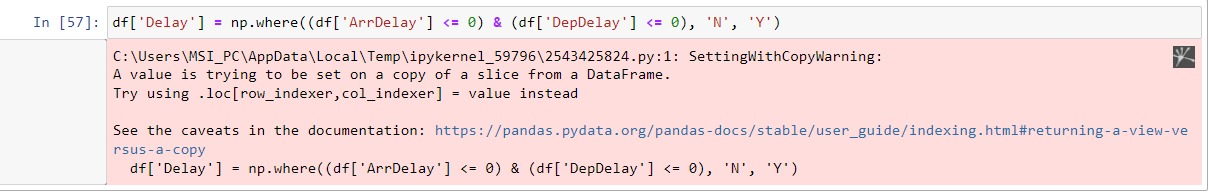 In [57]: df['Delay'] = np.where((df['ArrDelay'] <= 0) & (df['DepDelay'] <= 0), 'N', 'Y')
C:\Users\MSI_PC\AppData\Local\Temp\ipykernel_59796\2543425824.py:1: SettingWithCopyWarning:
A value is trying to be set on a copy of a slice from a DataFrame.
Try using .loc[row_indexer,col_indexer] = value instead
See the caveats in the documentation: https://pandas.pydata.org/pandas-docs/stable/user_guide/indexing.html#returning-a-view-ve
rsus-a-copy
df['Delay'] = np.where((df['ArrDelay'] <= 0) & (df['DepDelay'] <= 0), 'N', 'Y')